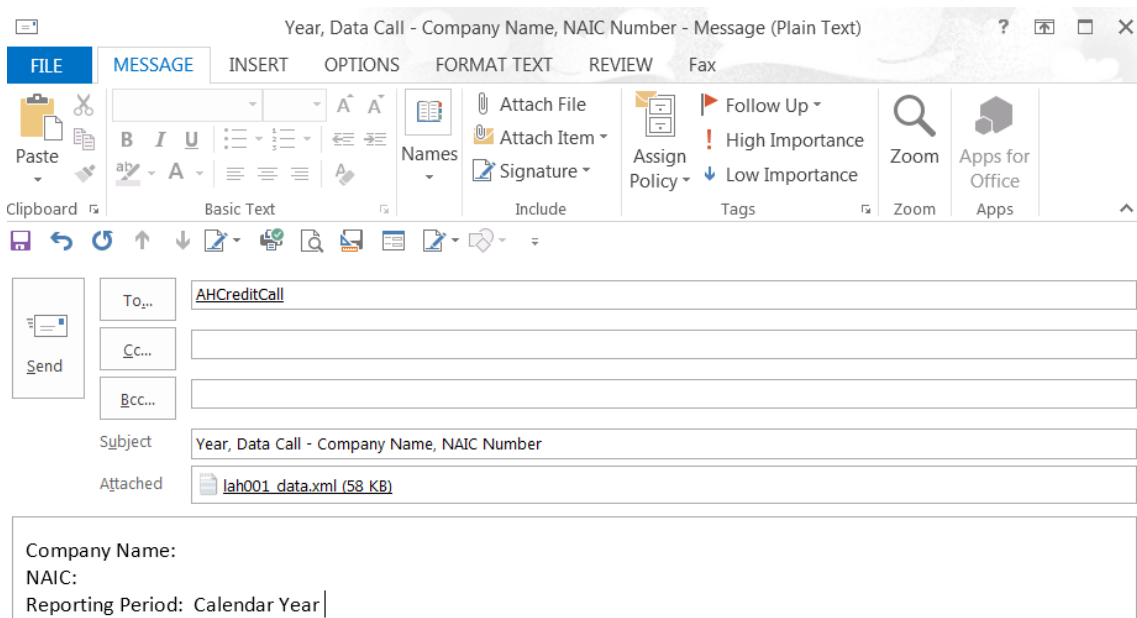 Year, Data Call - Company Name, NAIC Number - Message (Plain Text) ?
FILE MESSAGE INSERT OPTIONS FORMAT TEXT REVIEW Fax
Paste
Clipboard
B I U
A A
ab A
Basic Text
Names
Attach File
Attach Item
Signature
Include
Assign
Policy
Follow Up
High Importance
Low Importance
Tags
Zoom
Zoom
Apps for
Office
Apps
Send
To...
AHCreditCall
Cc...
Bcc...
Subject
Year, Data Call - Company Name, NAIC Number
Attached
lah001_data.xml (58 KB)
Company Name:
NAIC:
Reporting Period:  Calendar Year